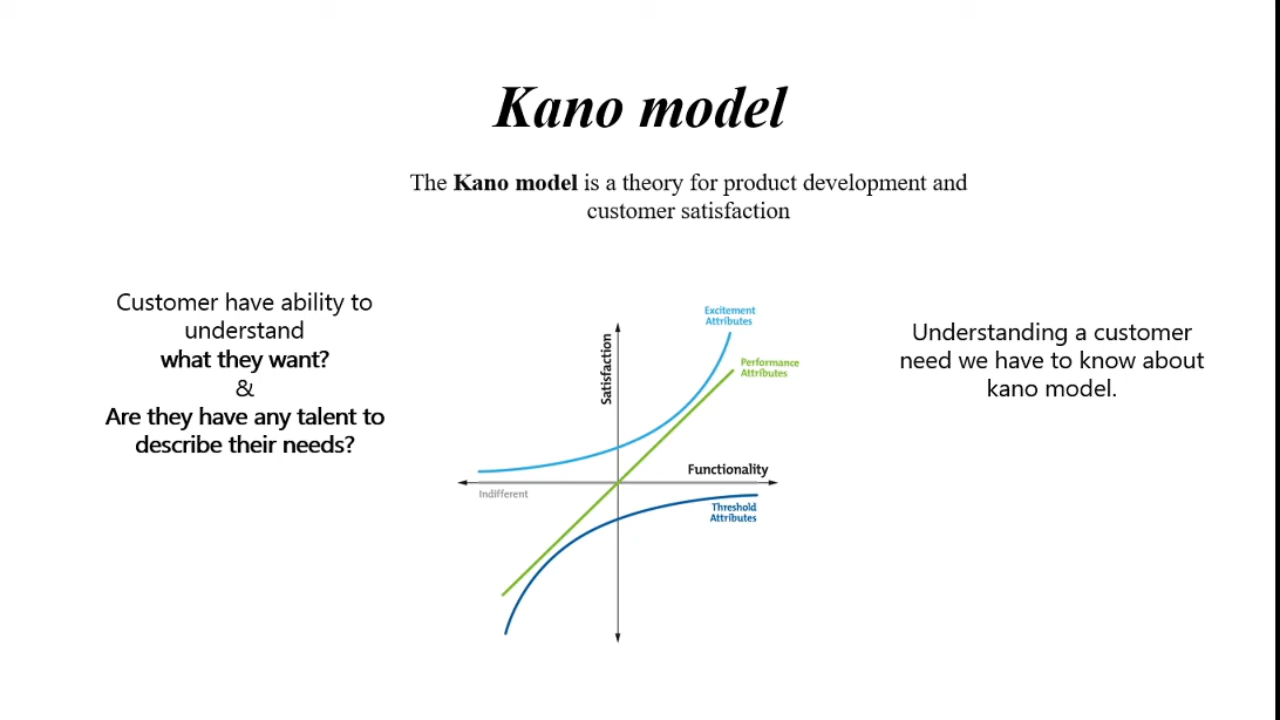 Kano model
The Kano model is a theory for product development and
customer satisfaction
Customer have ability to
understand
what they want?
&
Are they have any talent to
describe their needs?
Excitement
Attributes
Performance
Attributes
Satisfaction
Functionality
Indifferent
Threshold
Attributes
Understanding a customer
need we have to know about
kano model.